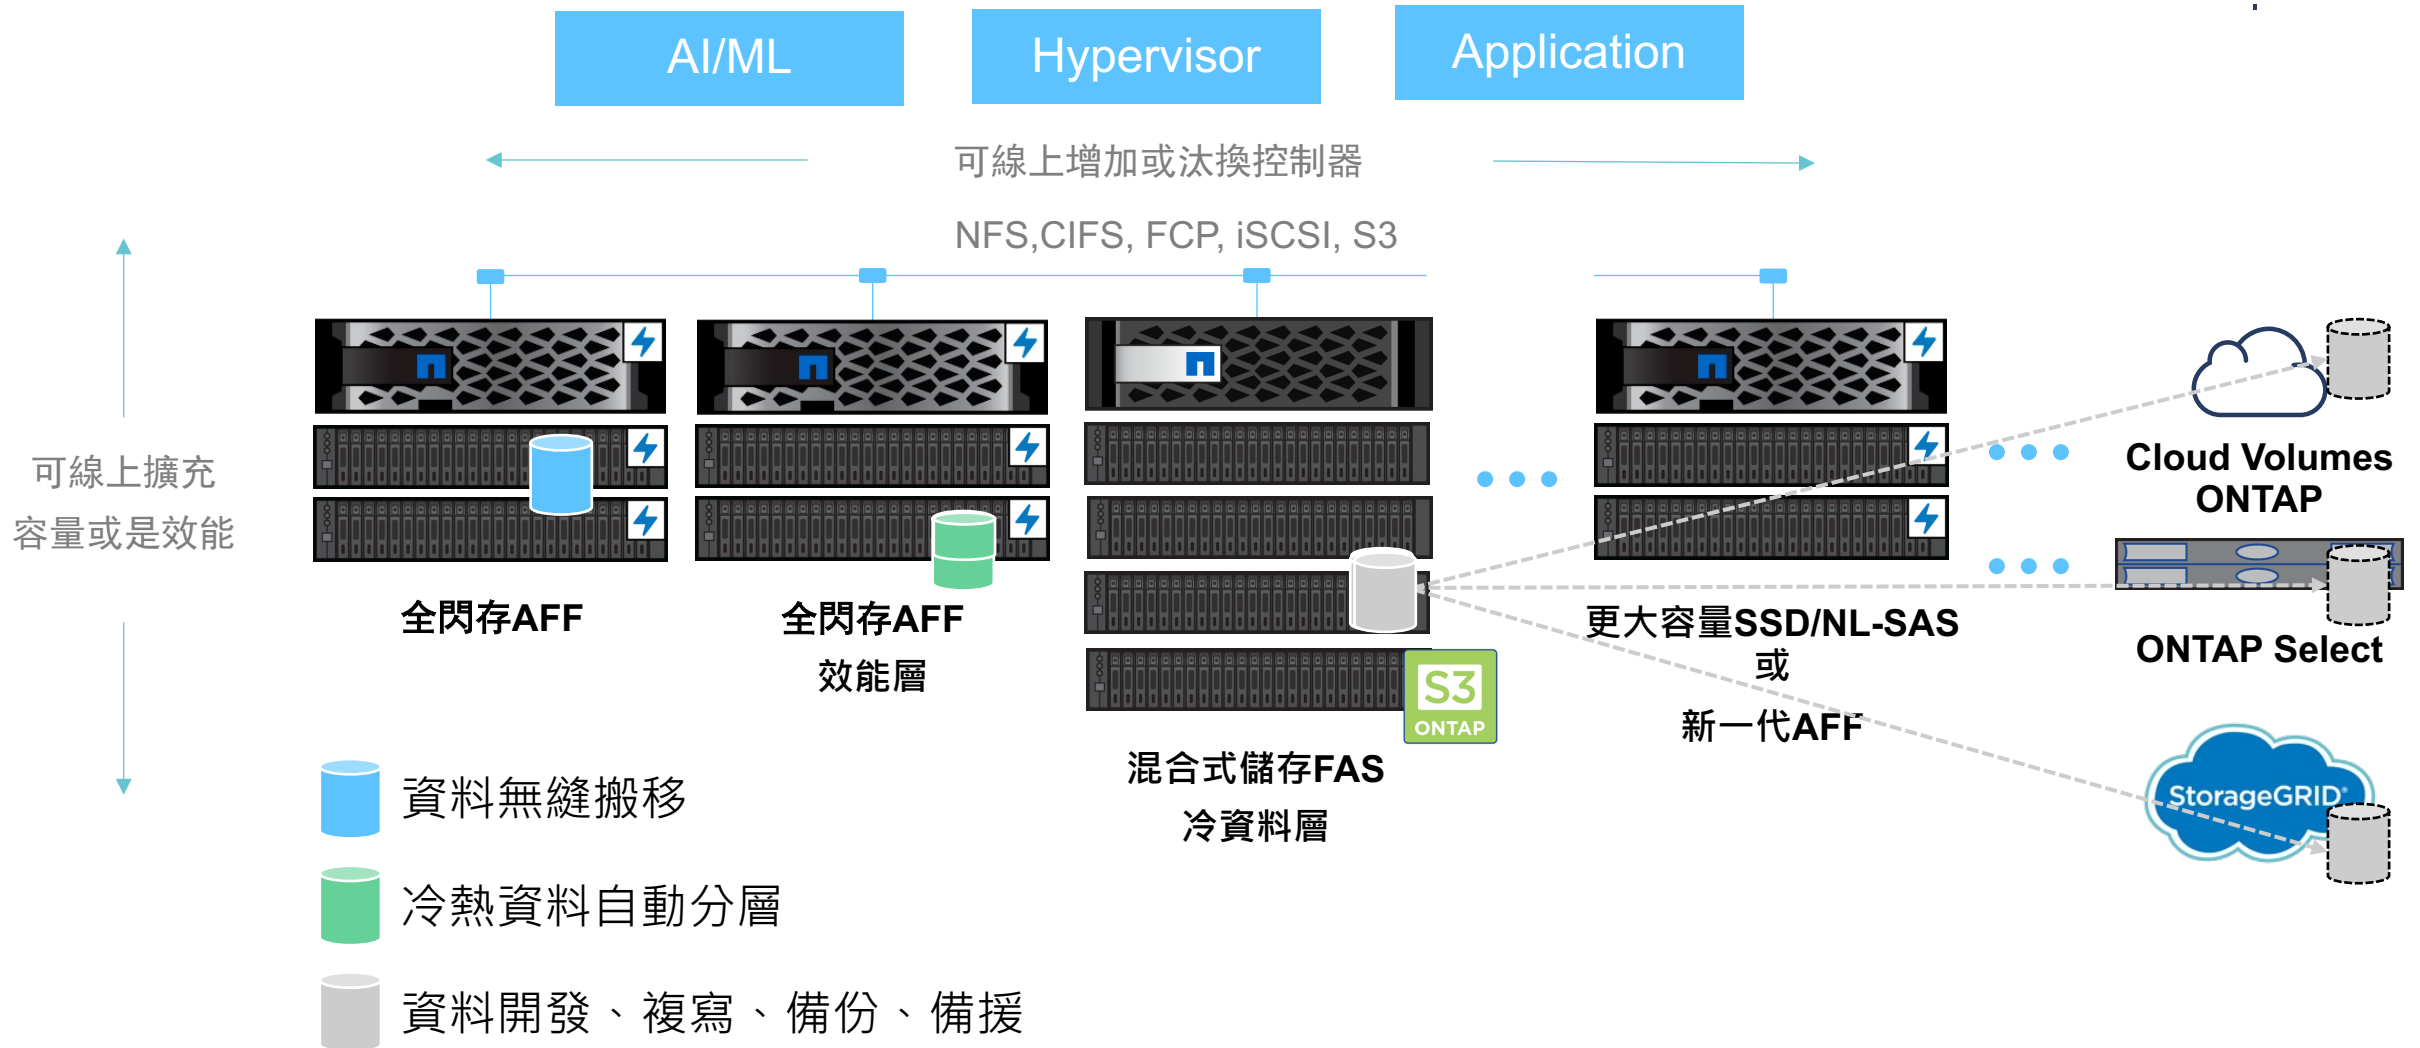 AI/ML
Hypervisor
Application
可線上增加或汰換控制器
NFS,CIFS, FCP, iSCSI, S3
可線上擴充
容量或是效能
全閃存AFF
全閃存AFF
效能層
S3
ONTAP
混合式儲存FAS
冷資料層
更大容量SSD/NL-SAS
或
新一代AFF
Cloud Volumes
ONTAP
ONTAP Select
StorageGRID®
資料無縫搬移
冷熱資料自動分層
資料開發、複寫、備份、備援